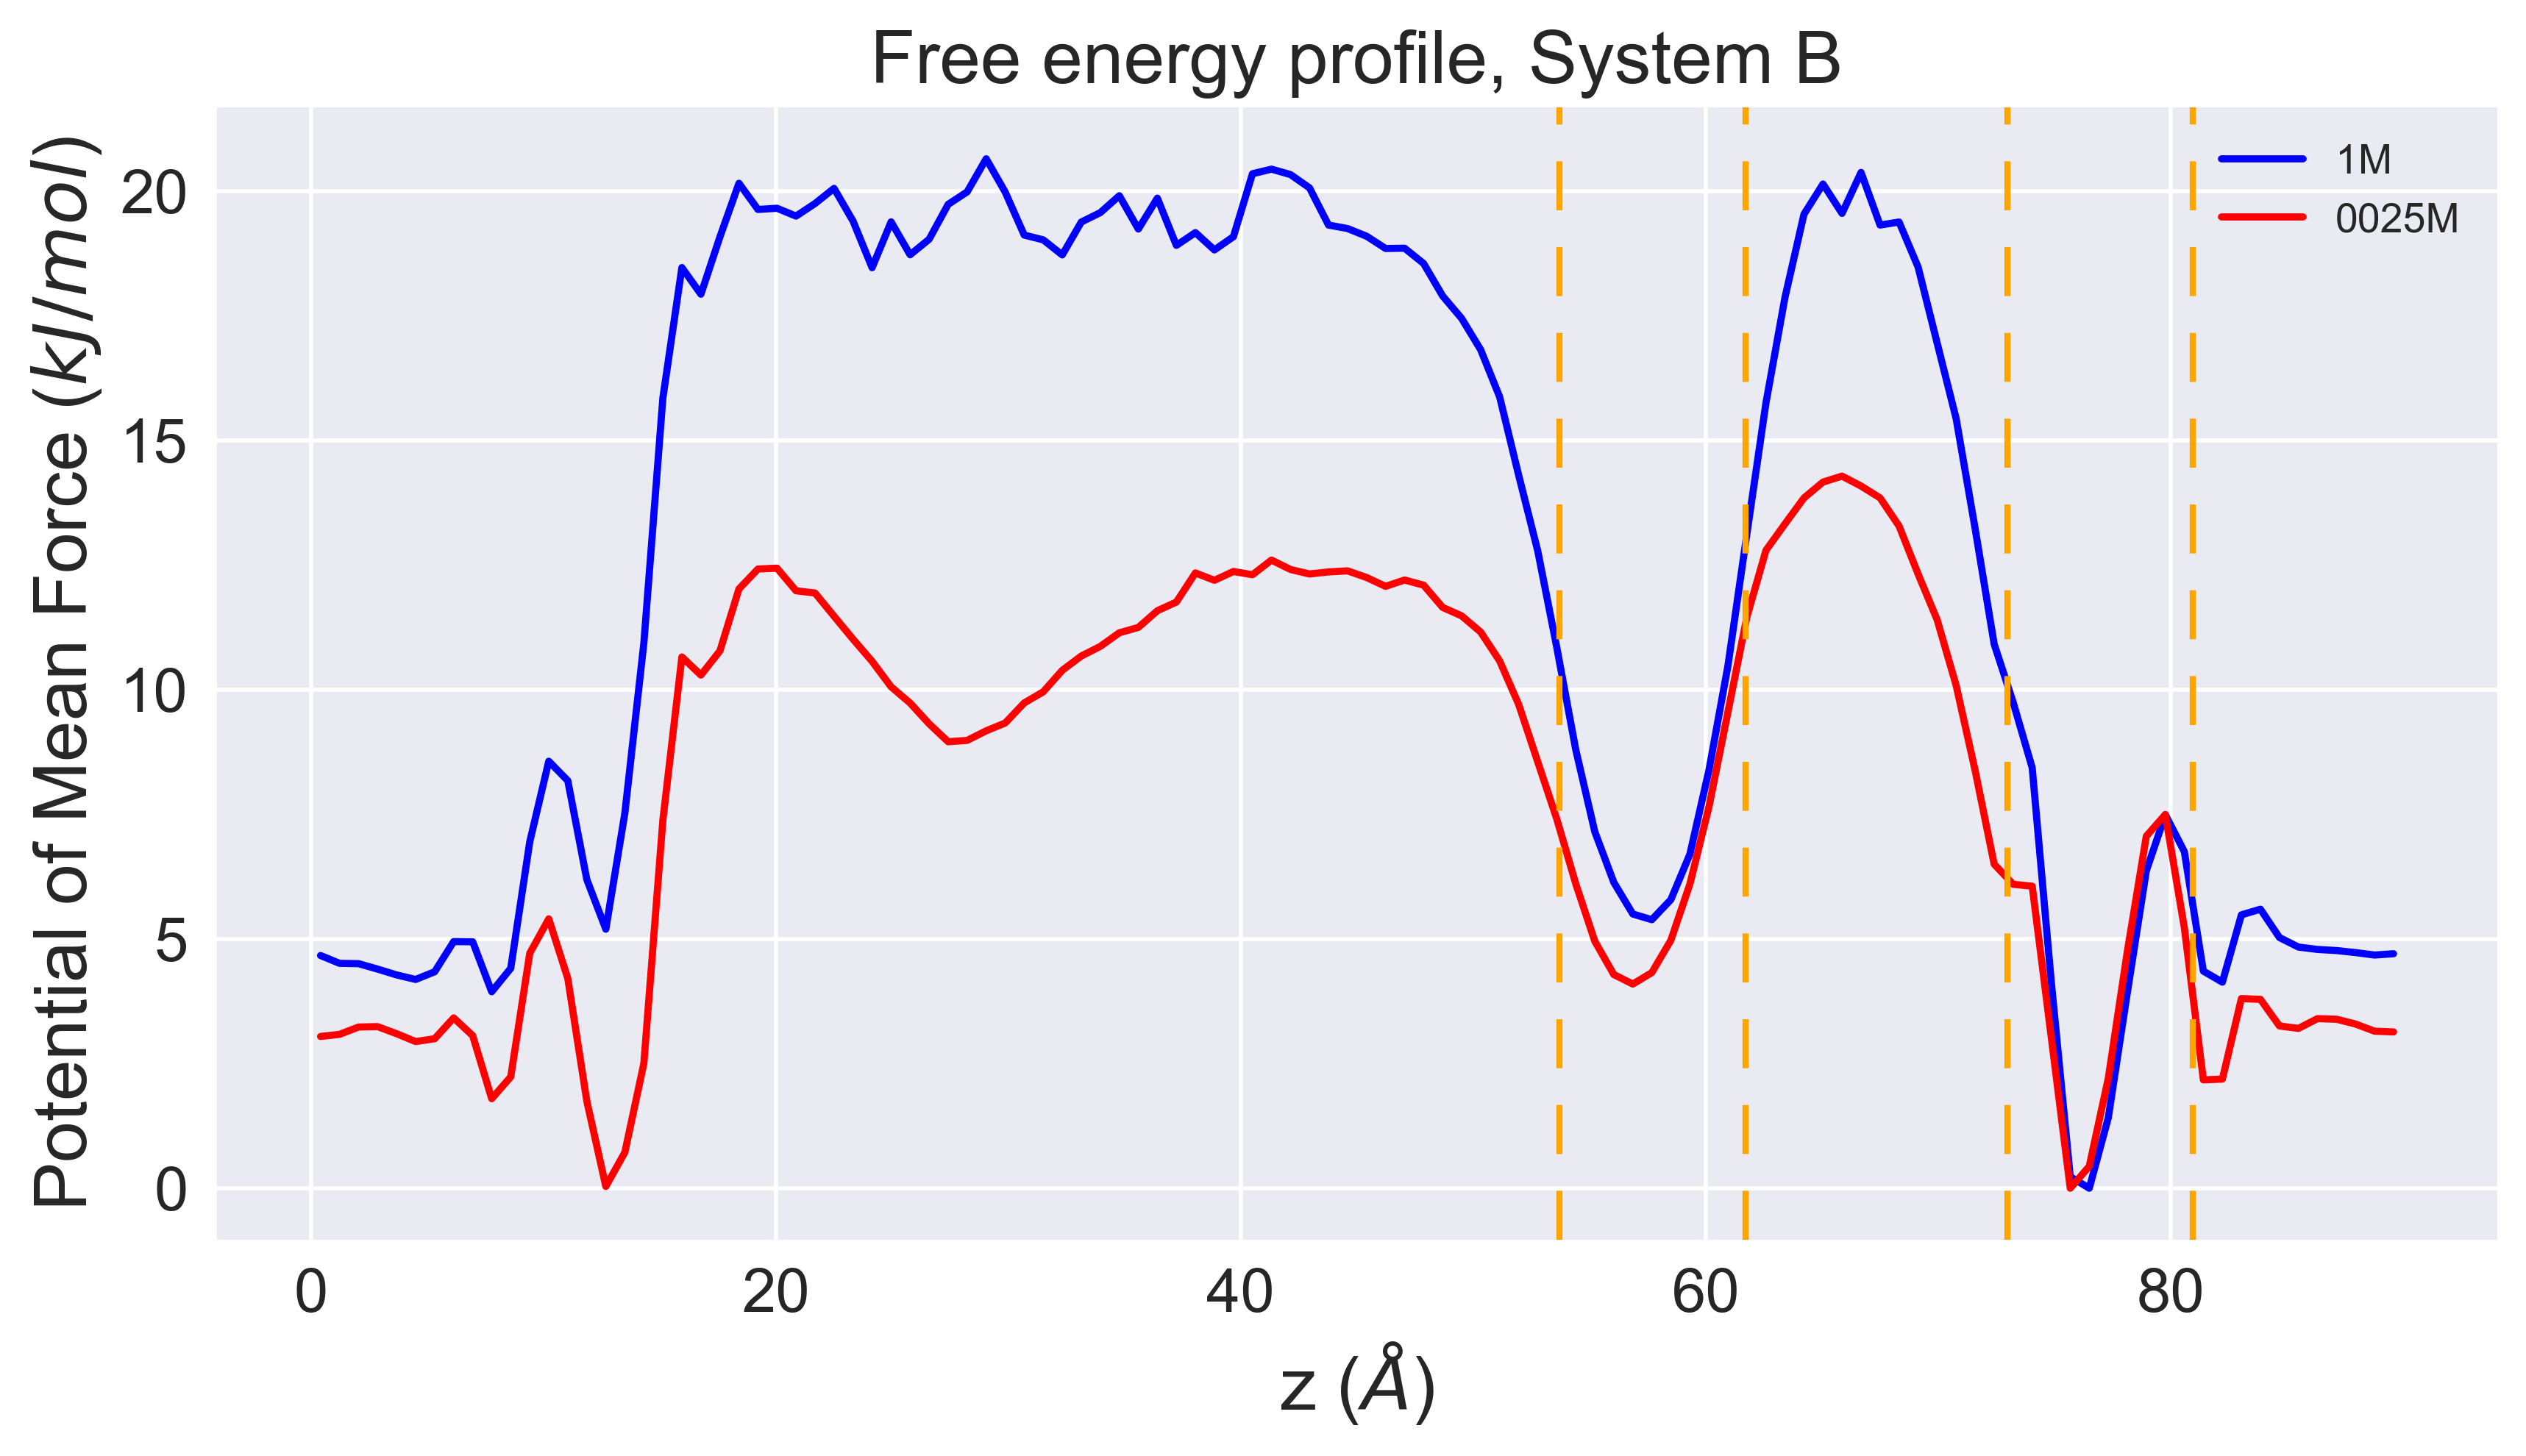 Free energy profile, System B
Potential of Mean Force (kJ/mol)
20
15
10
5
0
1M
0025M
0
20
40
60
80
z (Å)